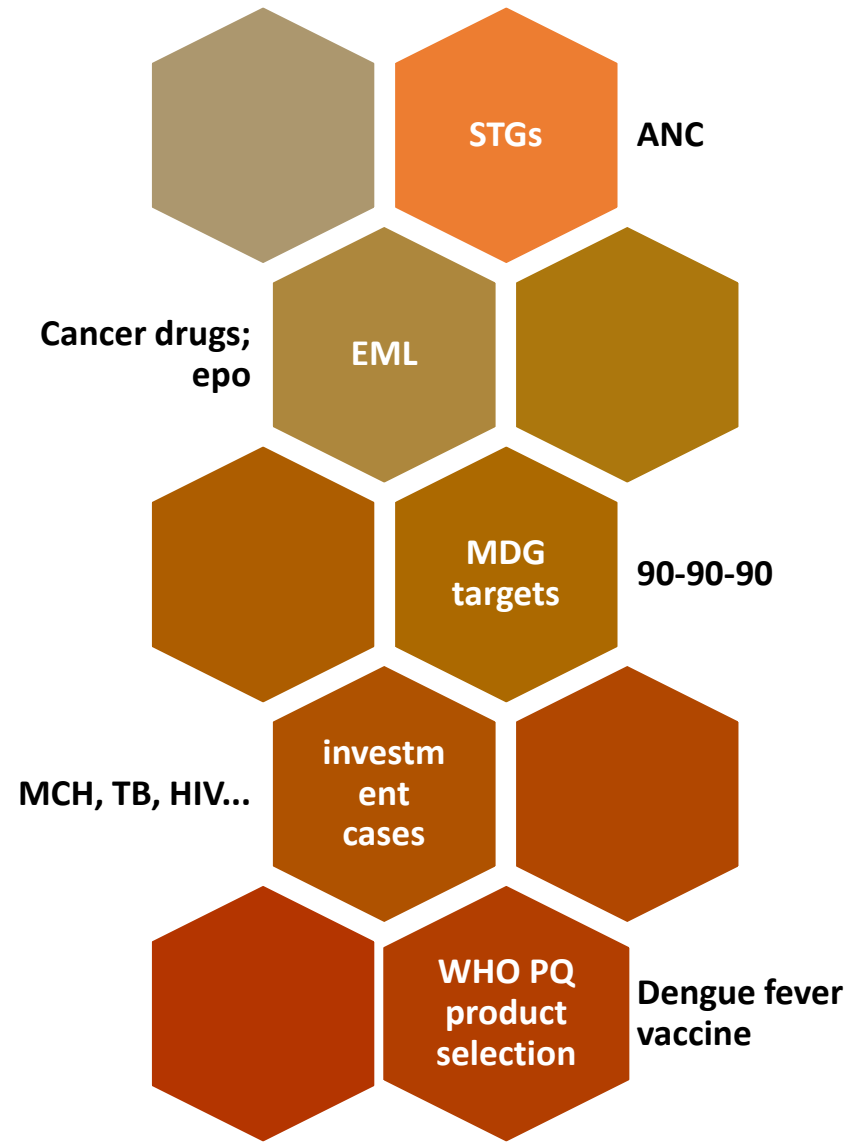 STGs
ANC
Cancer drugs;
epo
EML
MDG
targets
90-90-90
MCH, TB, HIV...
investm
ent
cases
WHO PQ
product
selection
Dengue fever
vaccine